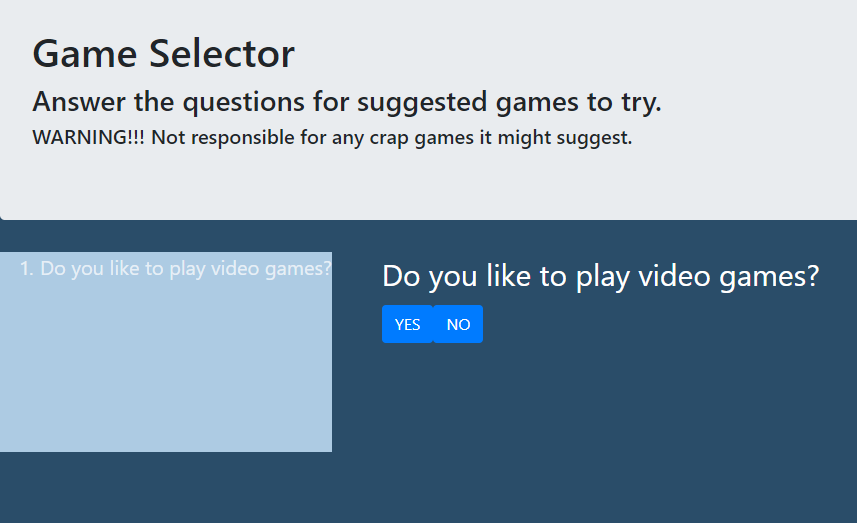 Game Selector
Answer the questions for suggested games to try.
WARNING!!! Not responsible for any crap games it might suggest.
1. Do you like to play video games?
Do you like to play video games?
YES NO